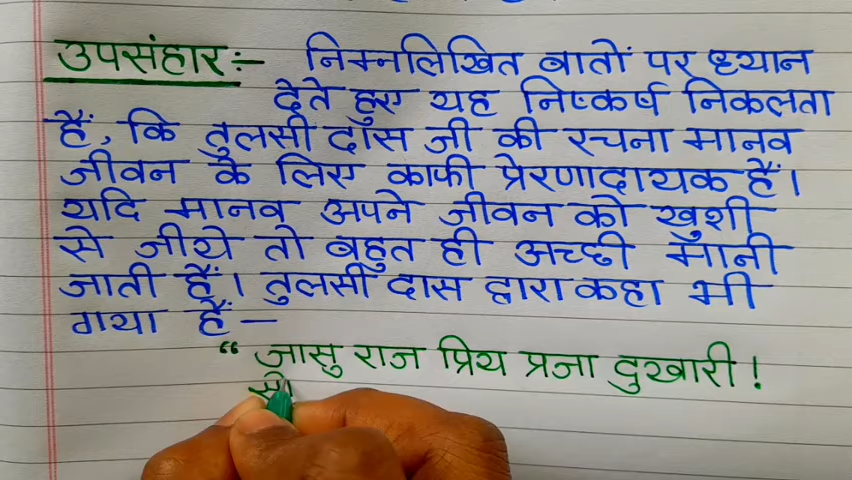 उपसंहार:- निम्नलिखित बातों पर ध्यान
देते हुए यह निष्कर्ष निकलता
हैं, कि तुलसी दास जी की रचना मानव
जीवन के लिए काफी प्रेरणादायक हैं।
यदि मानव अपने जीवन को खुशी
से जीये तो बहुत ही अच्छी माँनी
जाती हैं। तुलसी दास द्वारा कहा भी
गया हैं –
“ जासु राज प्रिय प्रजा दुखारी!